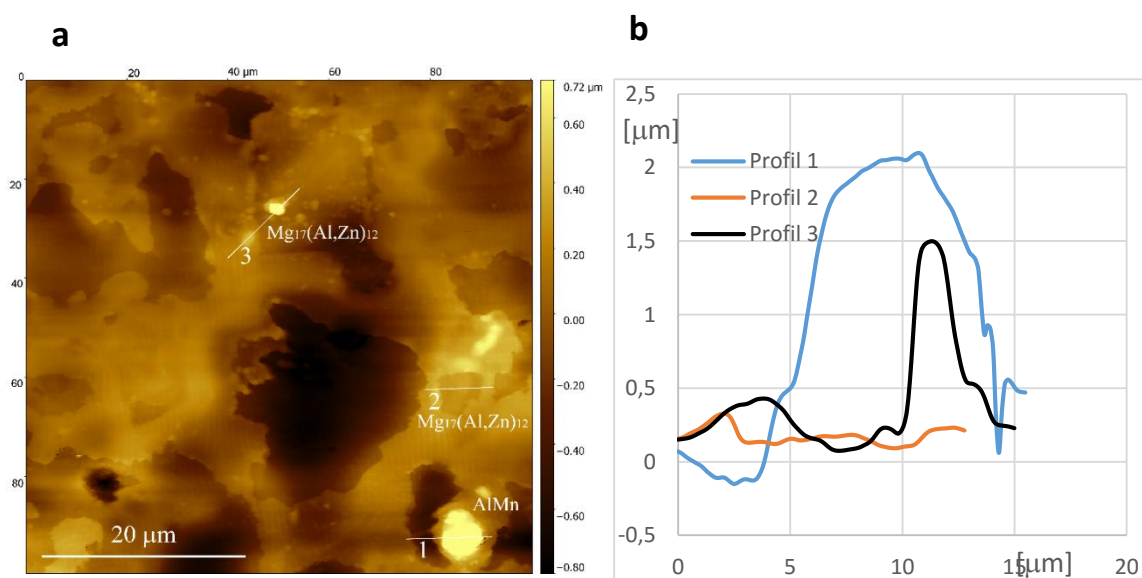 a
b
0 20 40 µm 60 80
0
20
40
60
80
0.72 µm
0.60
0.40
0.20
0.00
−0.20
−0.40
−0.60
−0.80
3
Mg₁₇(Al,Zn)₁₂
2
Mg₁₇(Al,Zn)₁₂
AlMn
1
20 µm
2,5
[µm]
2
1,5
1
0,5
0
-0,5
Profil 1
Profil 2
Profil 3
0 5 10 15 20
[µm]